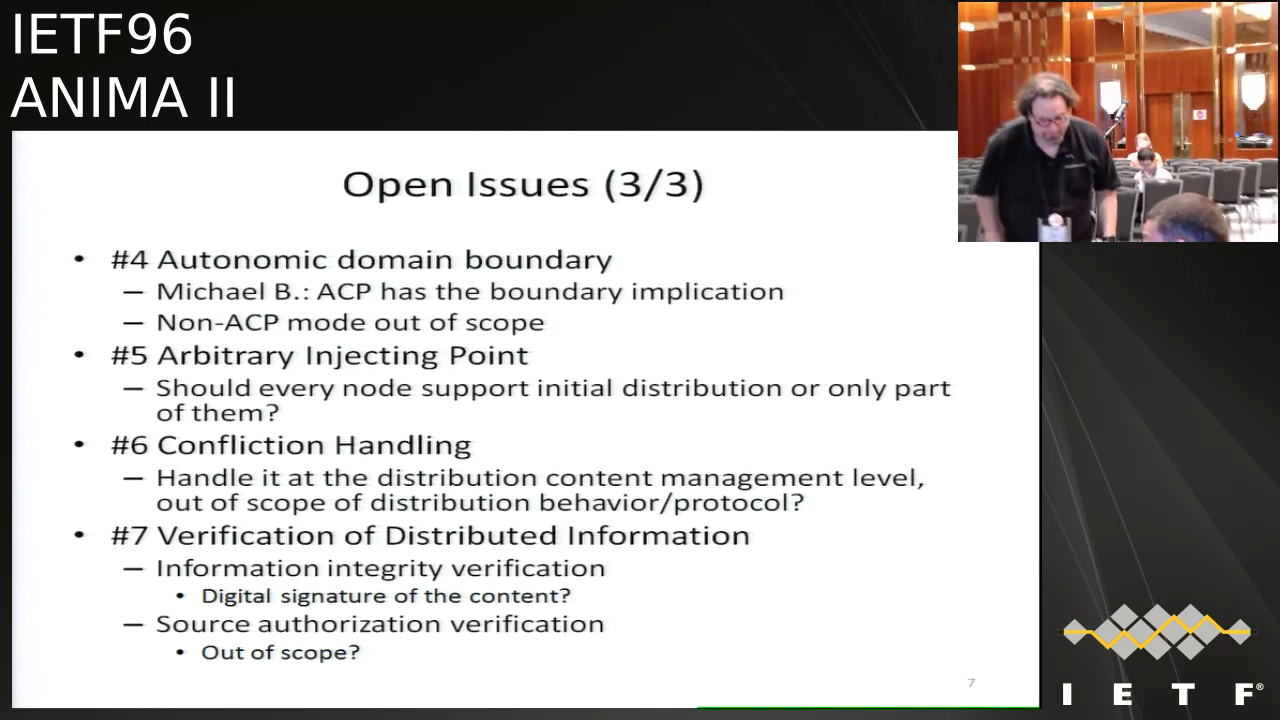 IETF96
ANIMA II
Open Issues (3/3)
• #4 Autonomic domain boundary
– Michael B.: ACP has the boundary implication
– Non-ACP mode out of scope
• #5 Arbitrary Injecting Point
– Should every node support initial distribution or only part
of them?
• #6 Confliction Handling
– Handle it at the distribution content management level,
out of scope of distribution behavior/protocol?
• #7 Verification of Distributed Information
– Information integrity verification
• Digital signature of the content?
– Source authorization verification
• Out of scope?
7
I E T F®